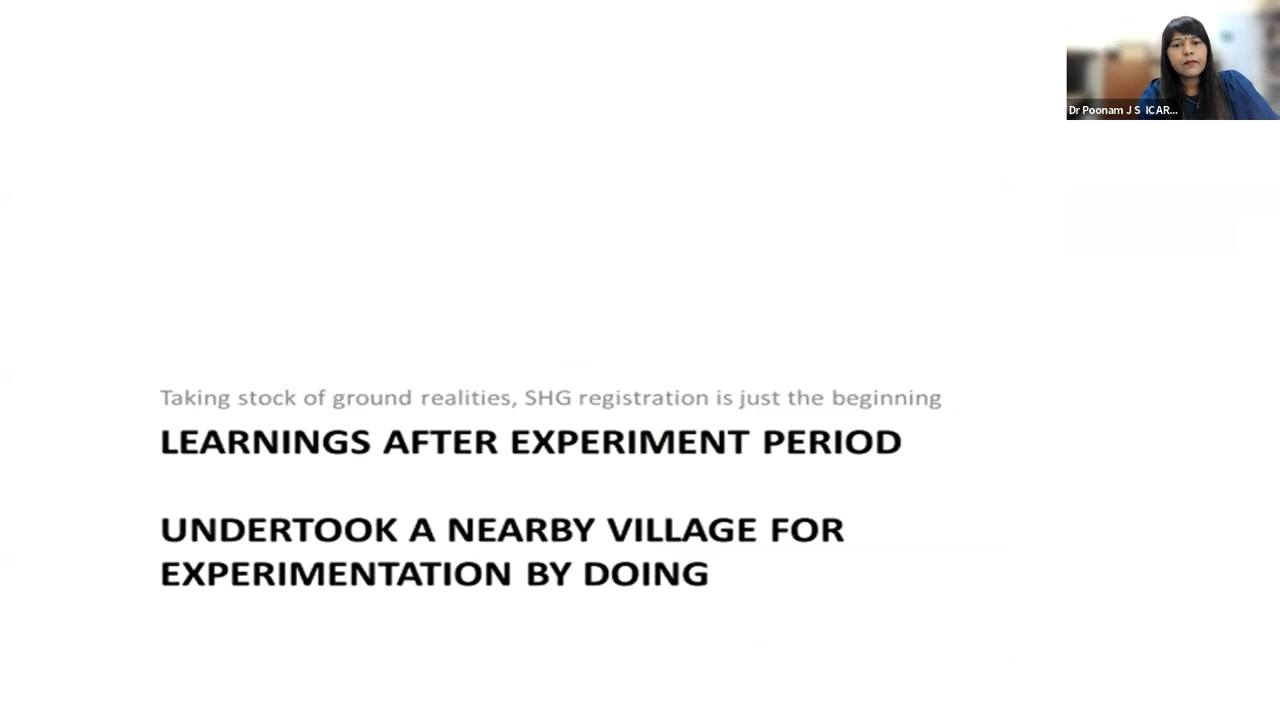 Dr Poonam J S ICAR...
Taking stock of ground realities, SHG registration is just the beginning
LEARNINGS AFTER EXPERIMENT PERIOD
UNDERTOOK A NEARBY VILLAGE FOR
EXPERIMENTATION BY DOING